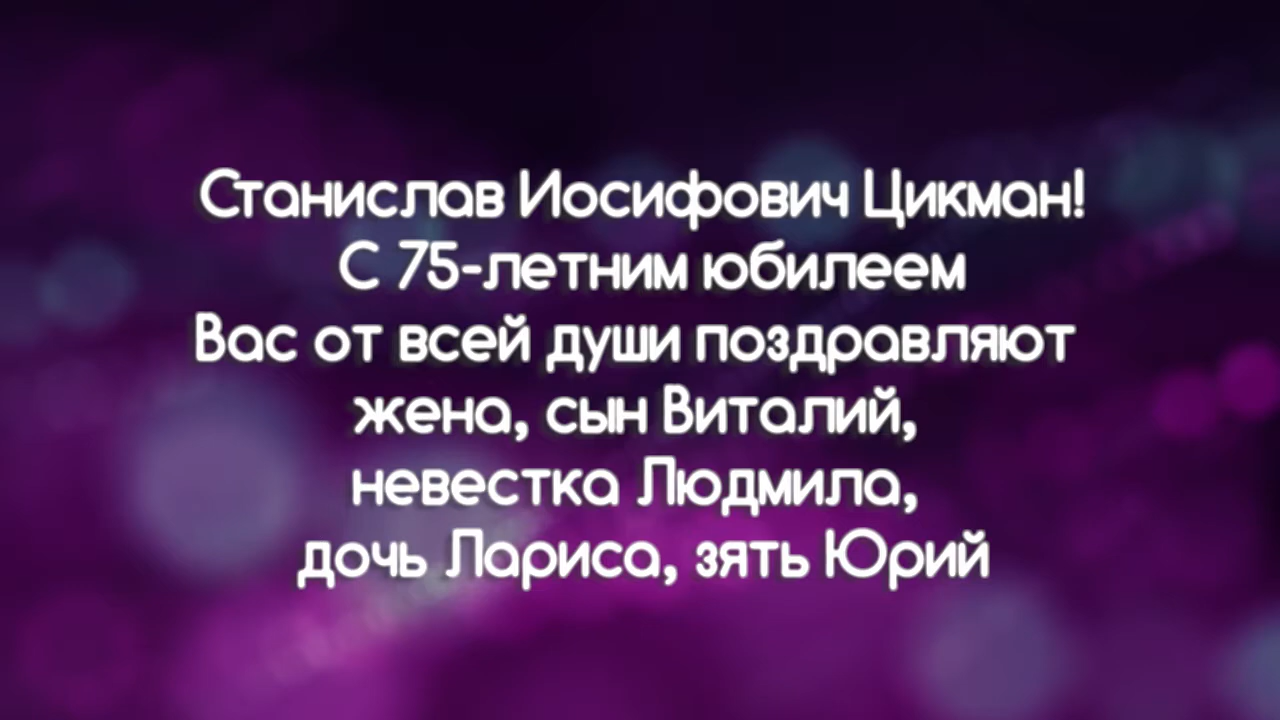 Станислав Иосифович Цикман!
С 75-летним юбилеем
Вас от всей души поздравляют
жена, сын Виталий,
невестка Людмила,
дочь Лариса, зять Юрий